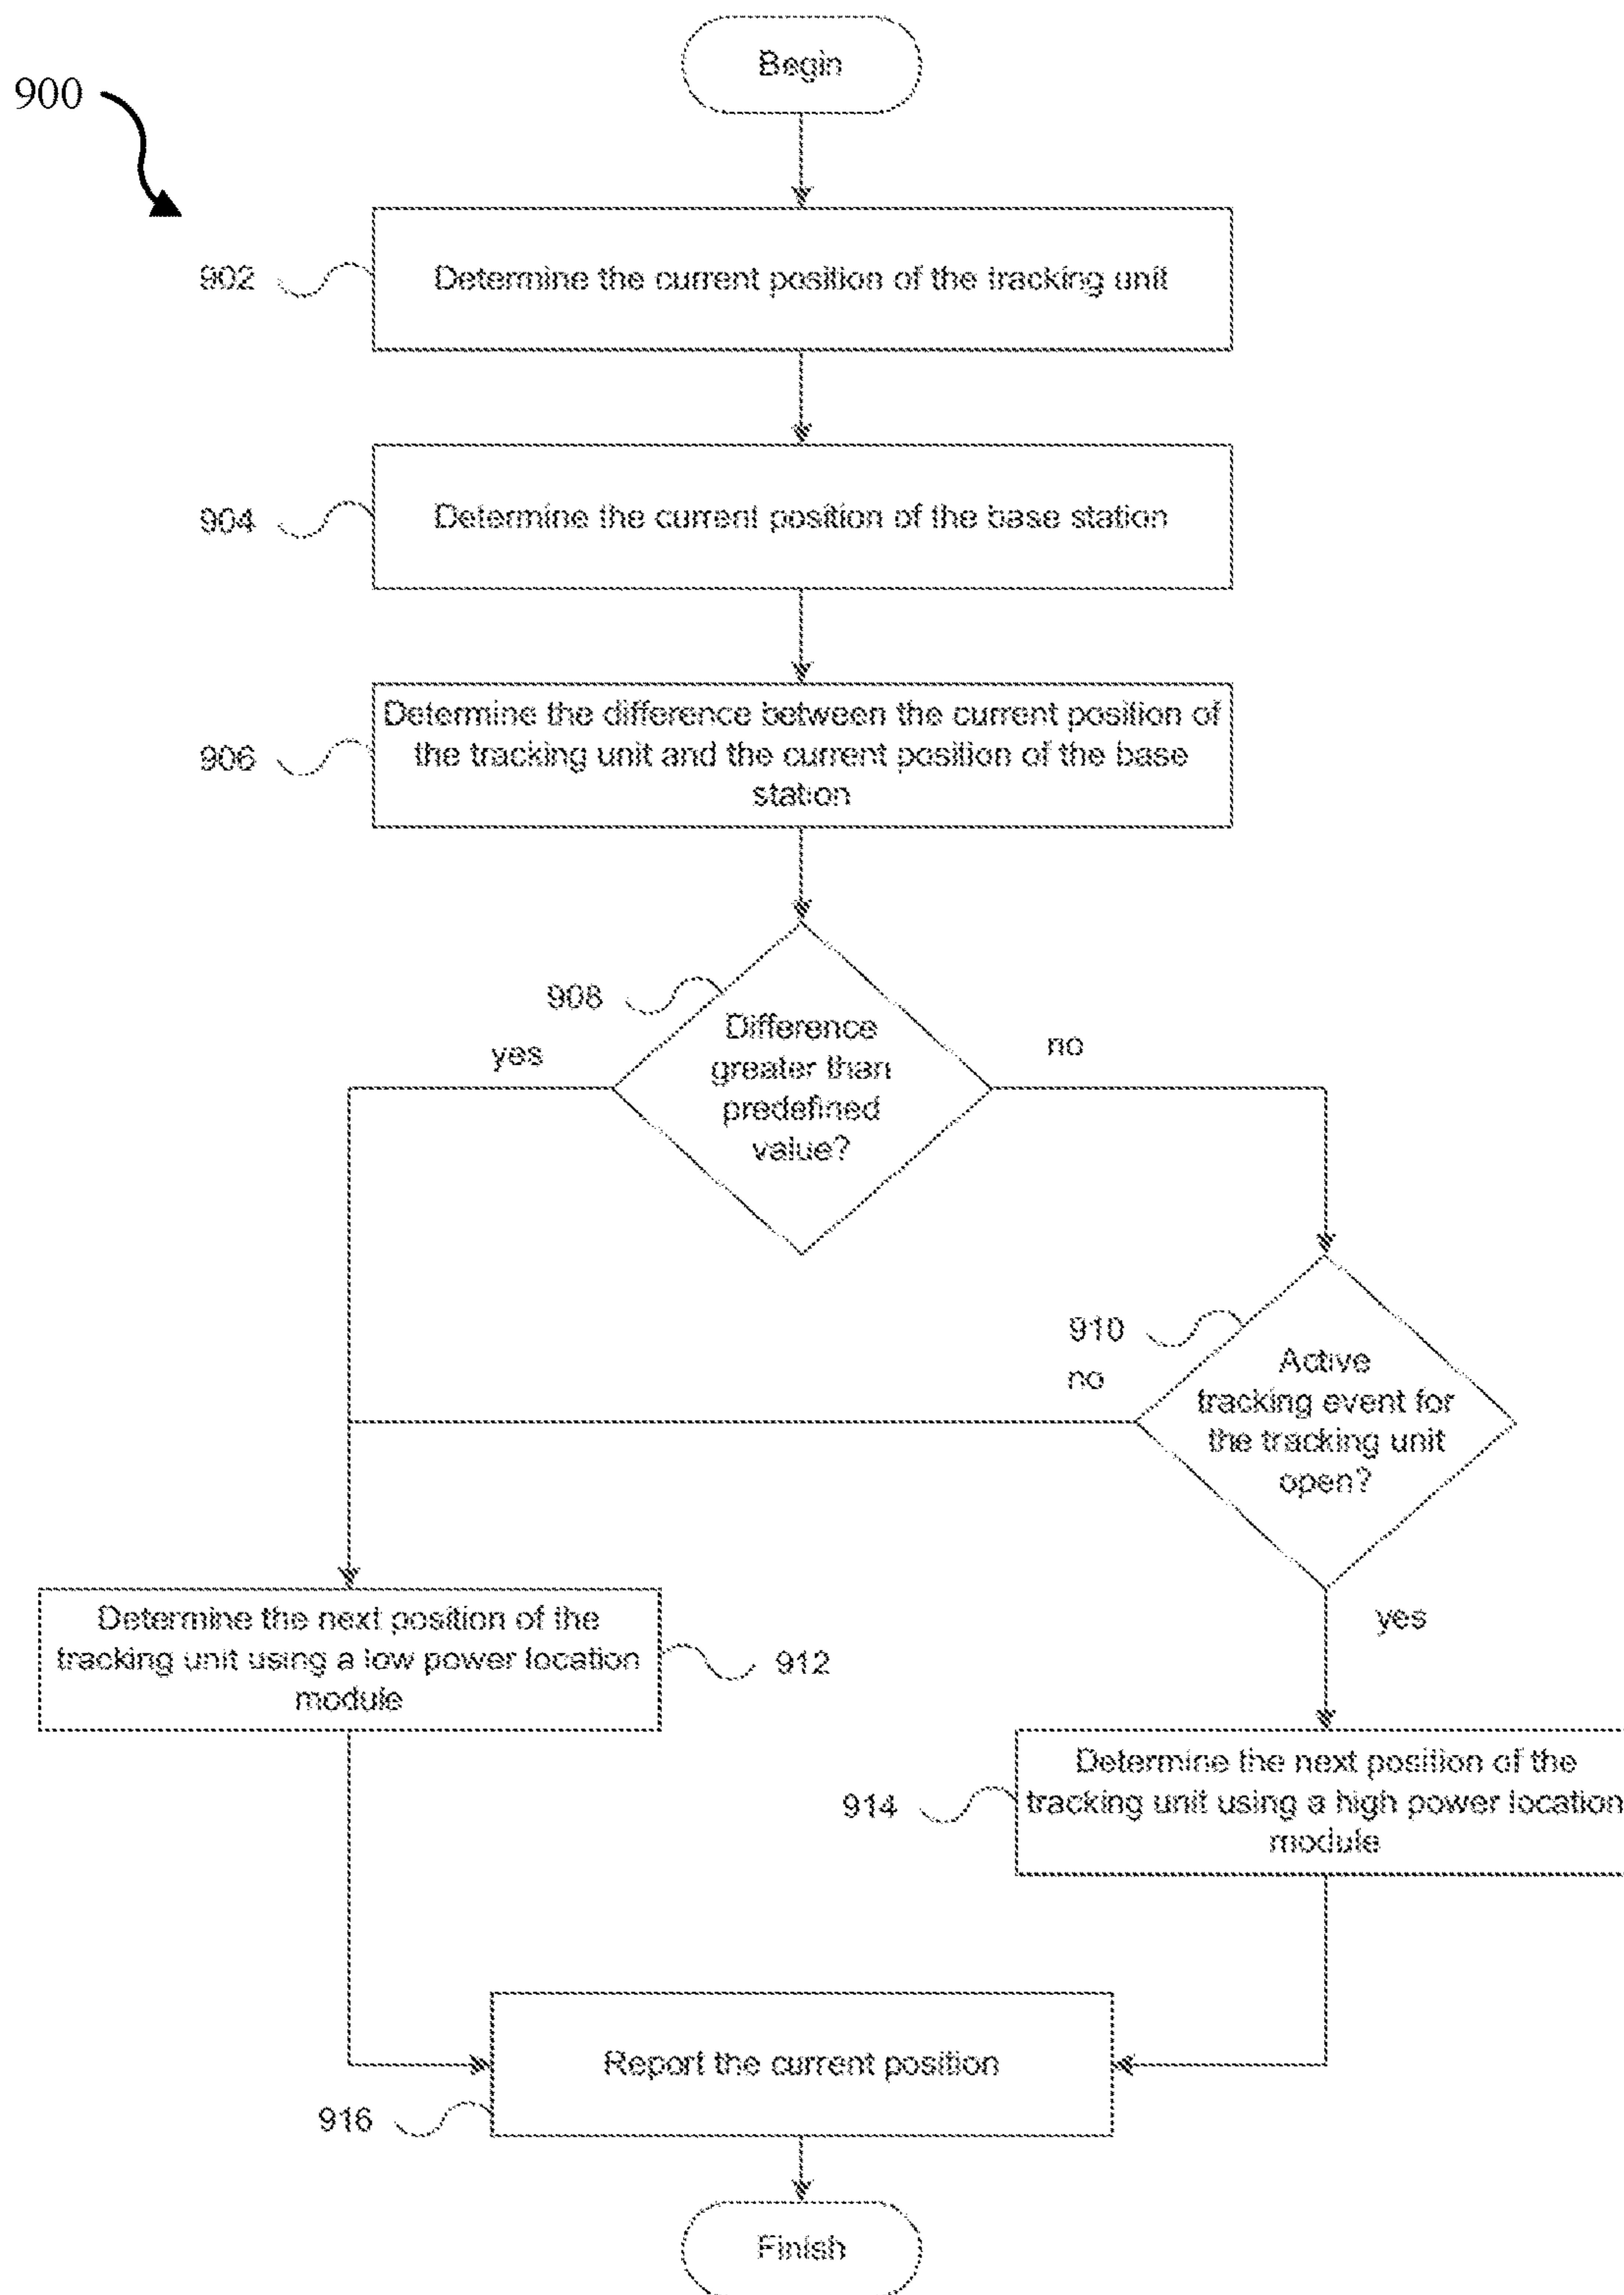 Begin
900
902
Determine the current position of the tracking unit
904
Determine the current position of the base station
906
Determine the difference between the current position of
the tracking unit and the current position of the base
station
908
Difference
greater than
predefined
value?
yes
no
910
Active
tracking event for
the tracking unit
open?
no
yes
Determine the next position of the
tracking unit using a low power location
module
912
914
Determine the next position of the
tracking unit using a high power location
module
Report the current position
916
Finish